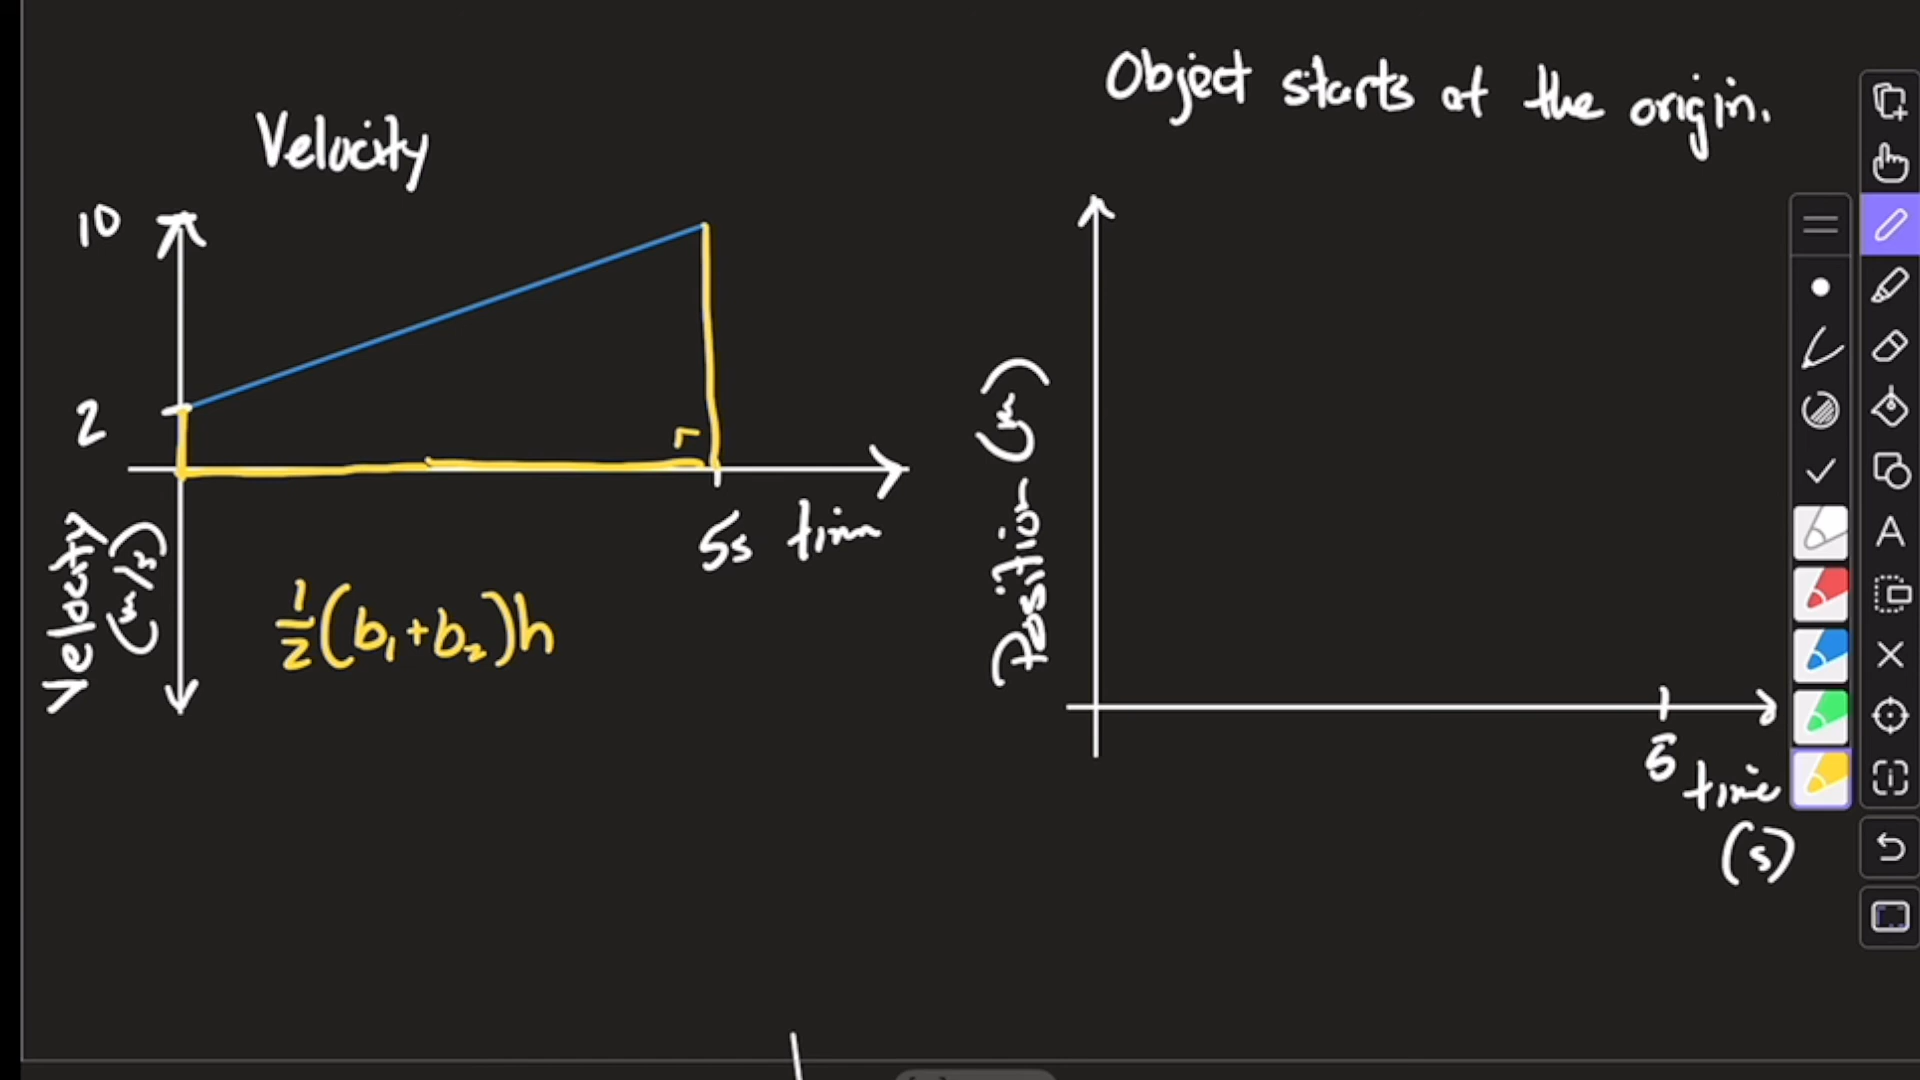 Object starts at the origin.
Velocity
10
2
Velocity
(m/s)
5s time
½(b₁+b₂)h
Position (m)
5
time
(s)
A